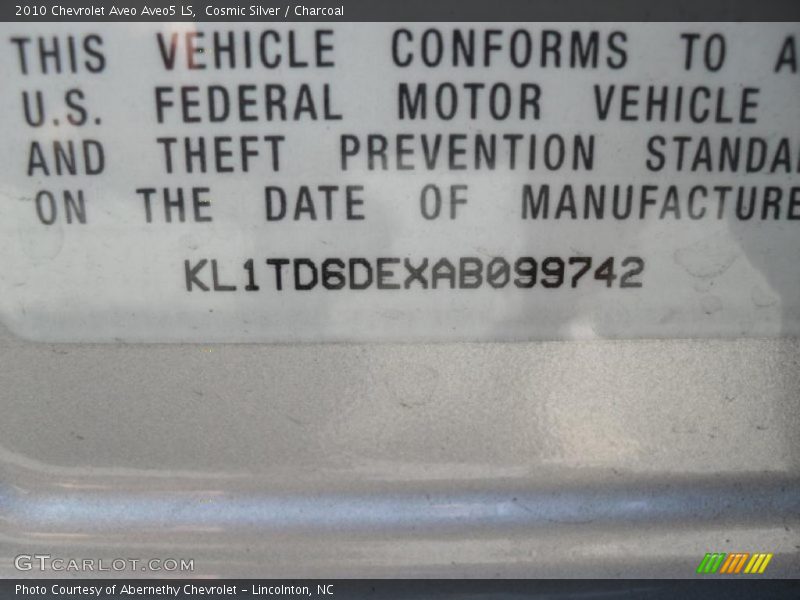 2010 Chevrolet Aveo Aveo5 LS, Cosmic Silver / Charcoal
THIS VEHICLE CONFORMS TO A
U.S. FEDERAL MOTOR VEHICLE
AND THEFT PREVENTION STANDA
ON THE DATE OF MANUFACTURE
KL1TD6DEXAB099742
GTCARLOT.COM
Photo Courtesy of Abernethy Chevrolet - Lincolnton, NC